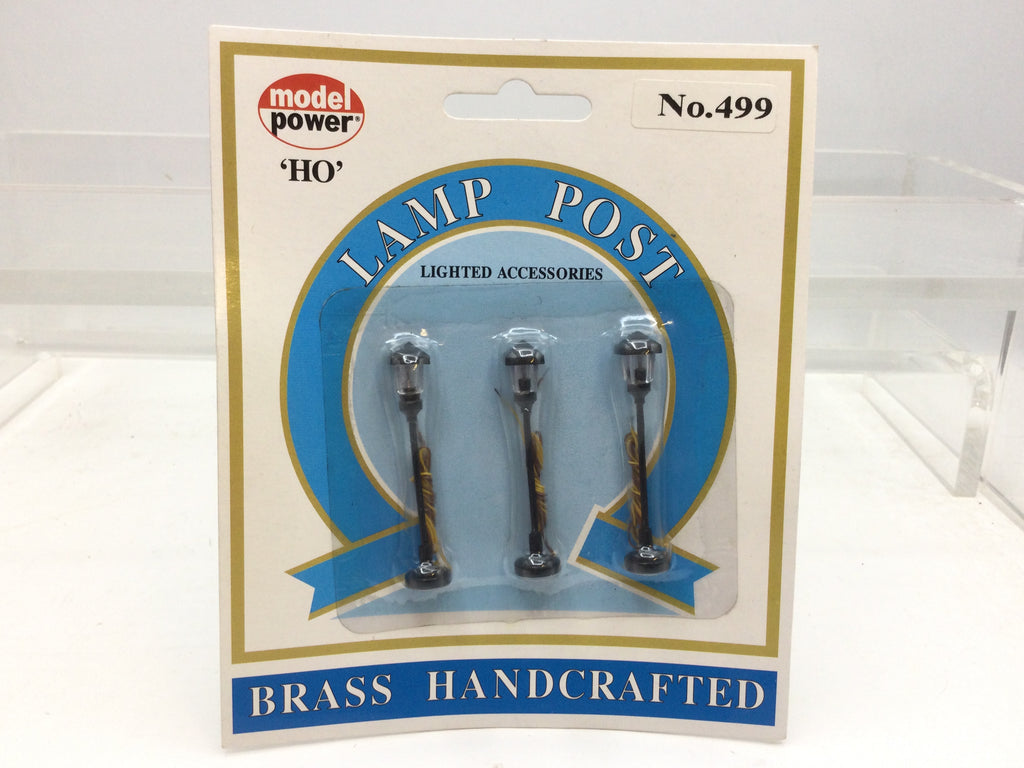 model
power®
'HO'
No.499
LAMP POST
LIGHTED ACCESSORIES
BRASS HANDCRAFTED